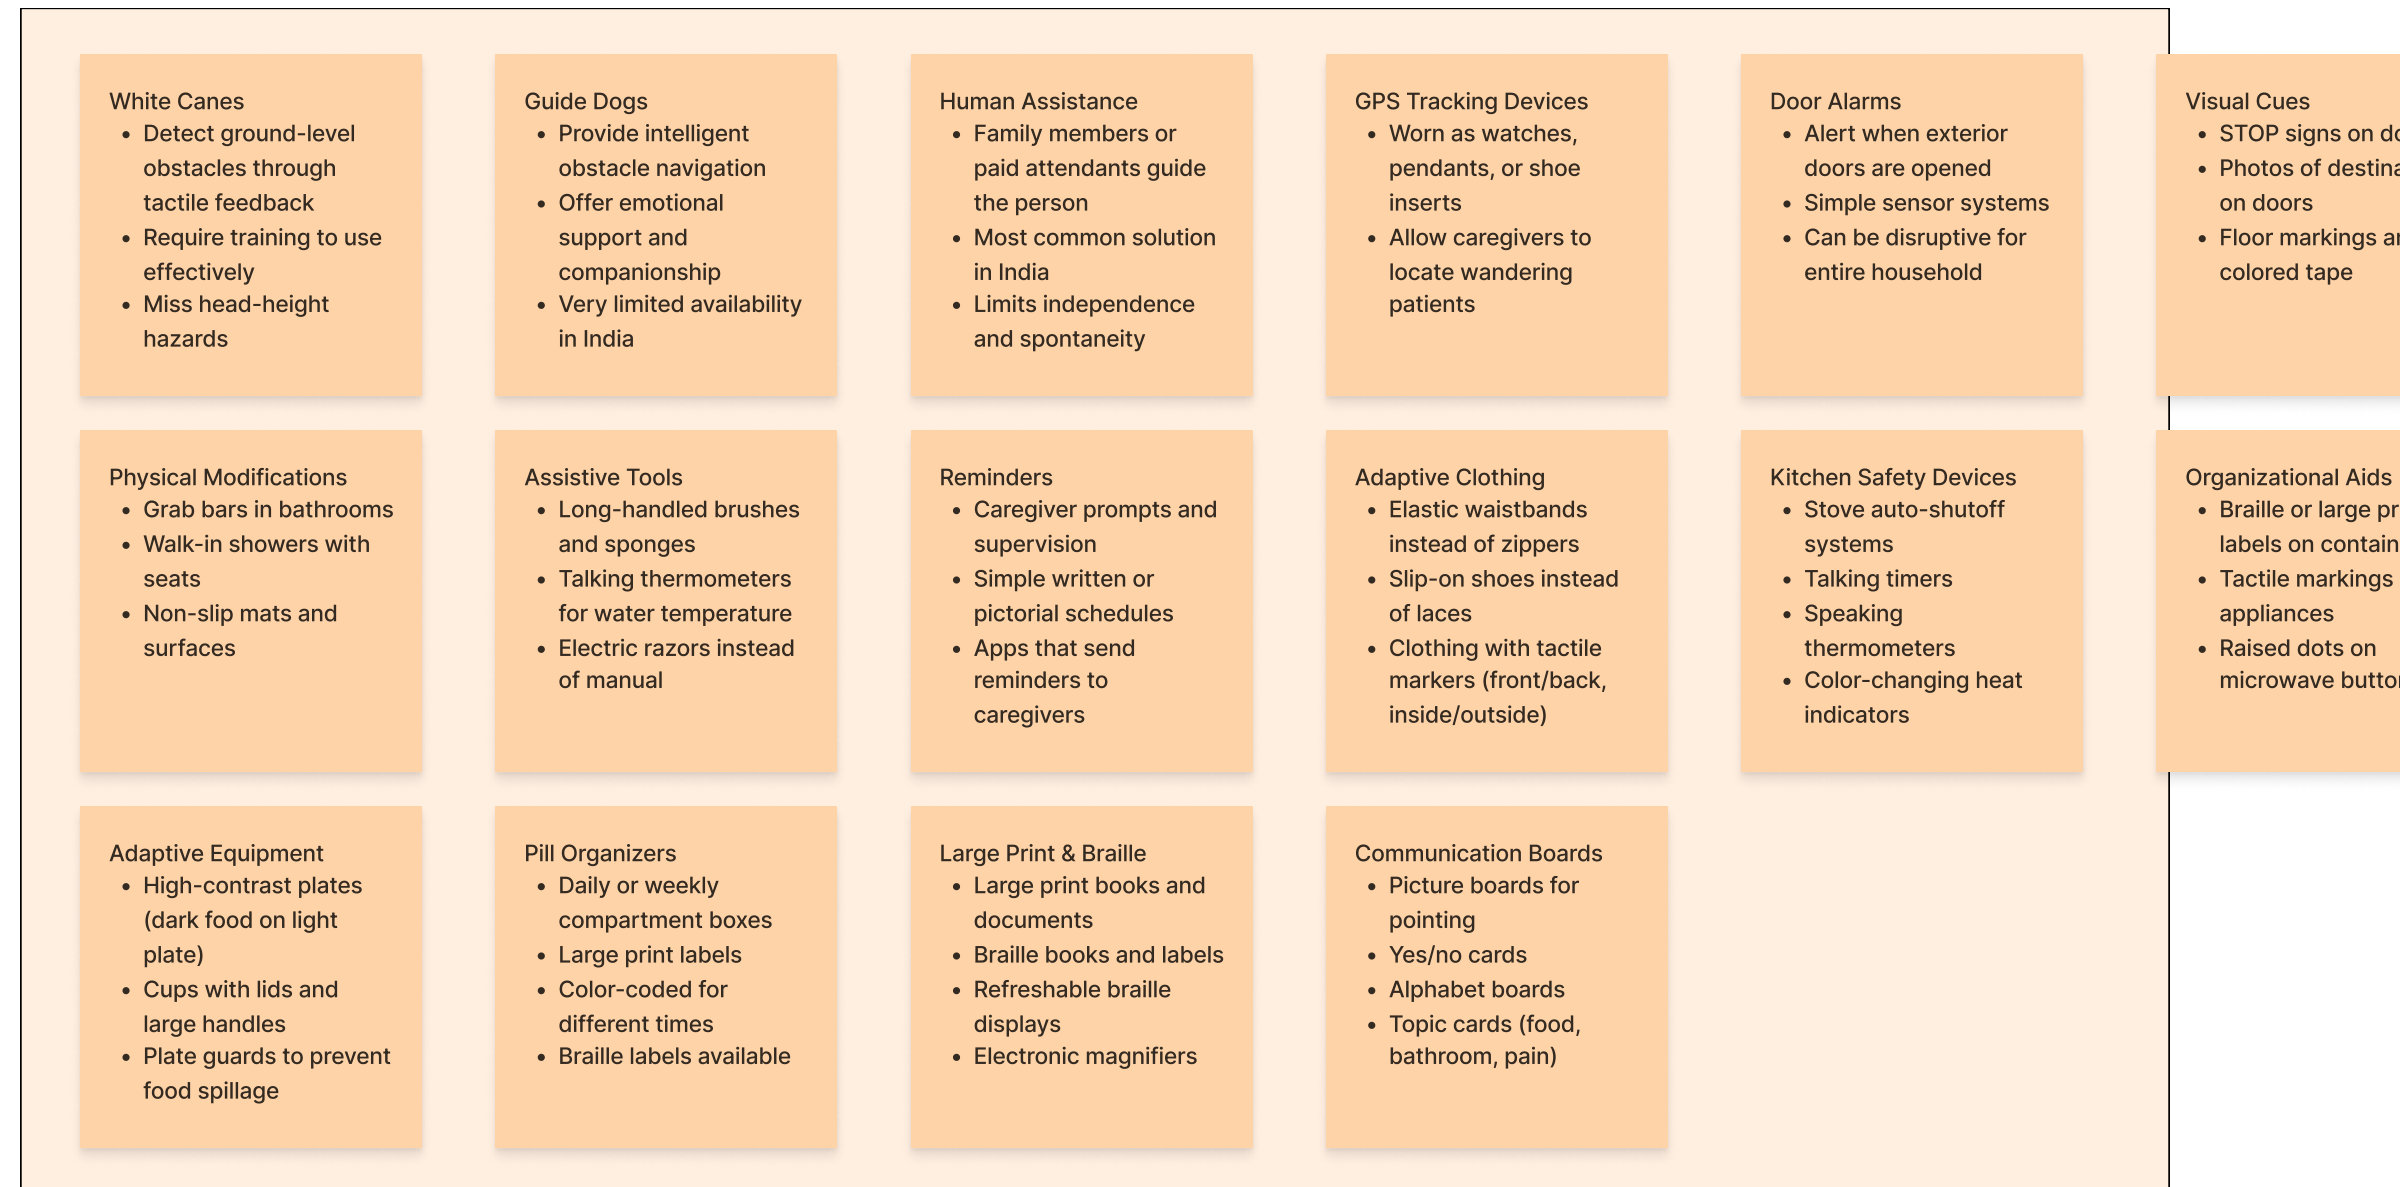 White Canes
• Detect ground-level
obstacles through
tactile feedback
• Require training to use
effectively
• Miss head-height
hazards
Guide Dogs
• Provide intelligent
obstacle navigation
• Offer emotional
support and
companionship
• Very limited availability
in India
Human Assistance
• Family members or
paid attendants guide
the person
• Most common solution
in India
• Limits independence
and spontaneity
GPS Tracking Devices
• Worn as watches,
pendants, or shoe
inserts
• Allow caregivers to
locate wandering
patients
Door Alarms
• Alert when exterior
doors are opened
• Simple sensor systems
• Can be disruptive for
entire household
Visual Cues
• STOP signs on
• Photos of
on doors
• Floor markings
colored tape
Physical Modifications
• Grab bars in bathrooms
• Walk-in showers with
seats
• Non-slip mats and
surfaces
Assistive Tools
• Long-handled brushes
and sponges
• Talking thermometers
for water temperature
• Electric razors instead
of manual
Reminders
• Caregiver prompts and
supervision
• Simple written or
pictorial schedules
• Apps that send
reminders to
caregivers
Adaptive Clothing
• Elastic waistbands
instead of zippers
• Slip-on shoes instead
of laces
• Clothing with tactile
markers (front/back,
inside/outside)
Kitchen Safety Devices
• Stove auto-shutoff
systems
• Talking timers
• Speaking
thermometers
• Color-changing heat
indicators
Organizational Aids
• Braille or large
labels on
• Tactile markings
appliances
• Raised dots on
microwave
Adaptive Equipment
• High-contrast plates
(dark food on light
plate)
• Cups with lids and
large handles
• Plate guards to prevent
food spillage
Pill Organizers
• Daily or weekly
compartment boxes
• Large print labels
• Color-coded for
different times
• Braille labels available
Large Print & Braille
• Large print books and
documents
• Braille books and labels
• Refreshable braille
displays
• Electronic magnifiers
Communication Boards
• Picture boards for
pointing
• Yes/no cards
• Alphabet boards
• Topic cards (food,
bathroom, pain)